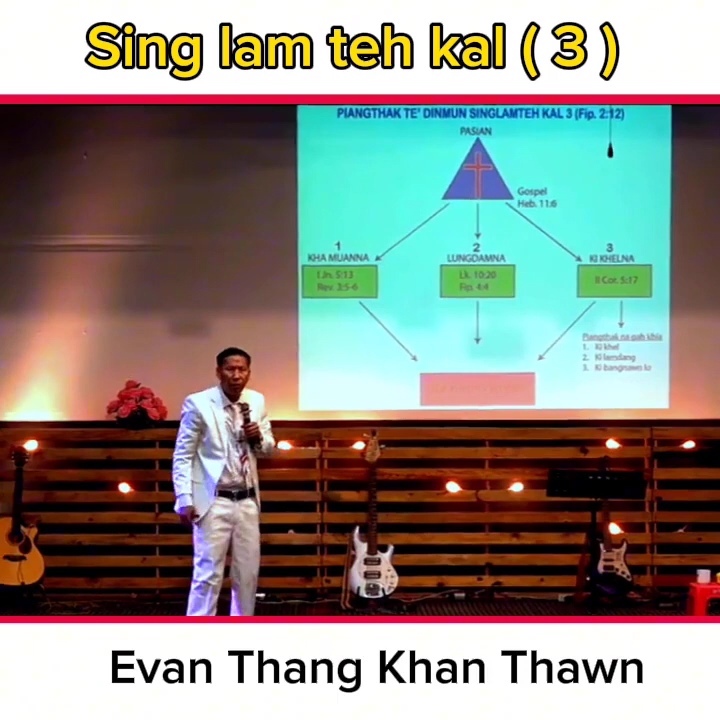 Sing lam teh kal ( 3 )
PIANGTHAK TE' DINMUN SINGLAMTEH KAL 3 (Fip. 2:12)
PASIAN
Gospel
Heb. 11:6
1
KHA MUANNA
I Jn. 5:13
Rev. 3:5-6
2
LUNGDAMNA
Lk. 10:20
Fip. 4:4
3
KI KHELNA
II Cor. 5:17
Piangthak na gah khia
1. Ki khel
2. Ki lamdang
3. Ki bangnawo lo
Evan Thang Khan Thawn